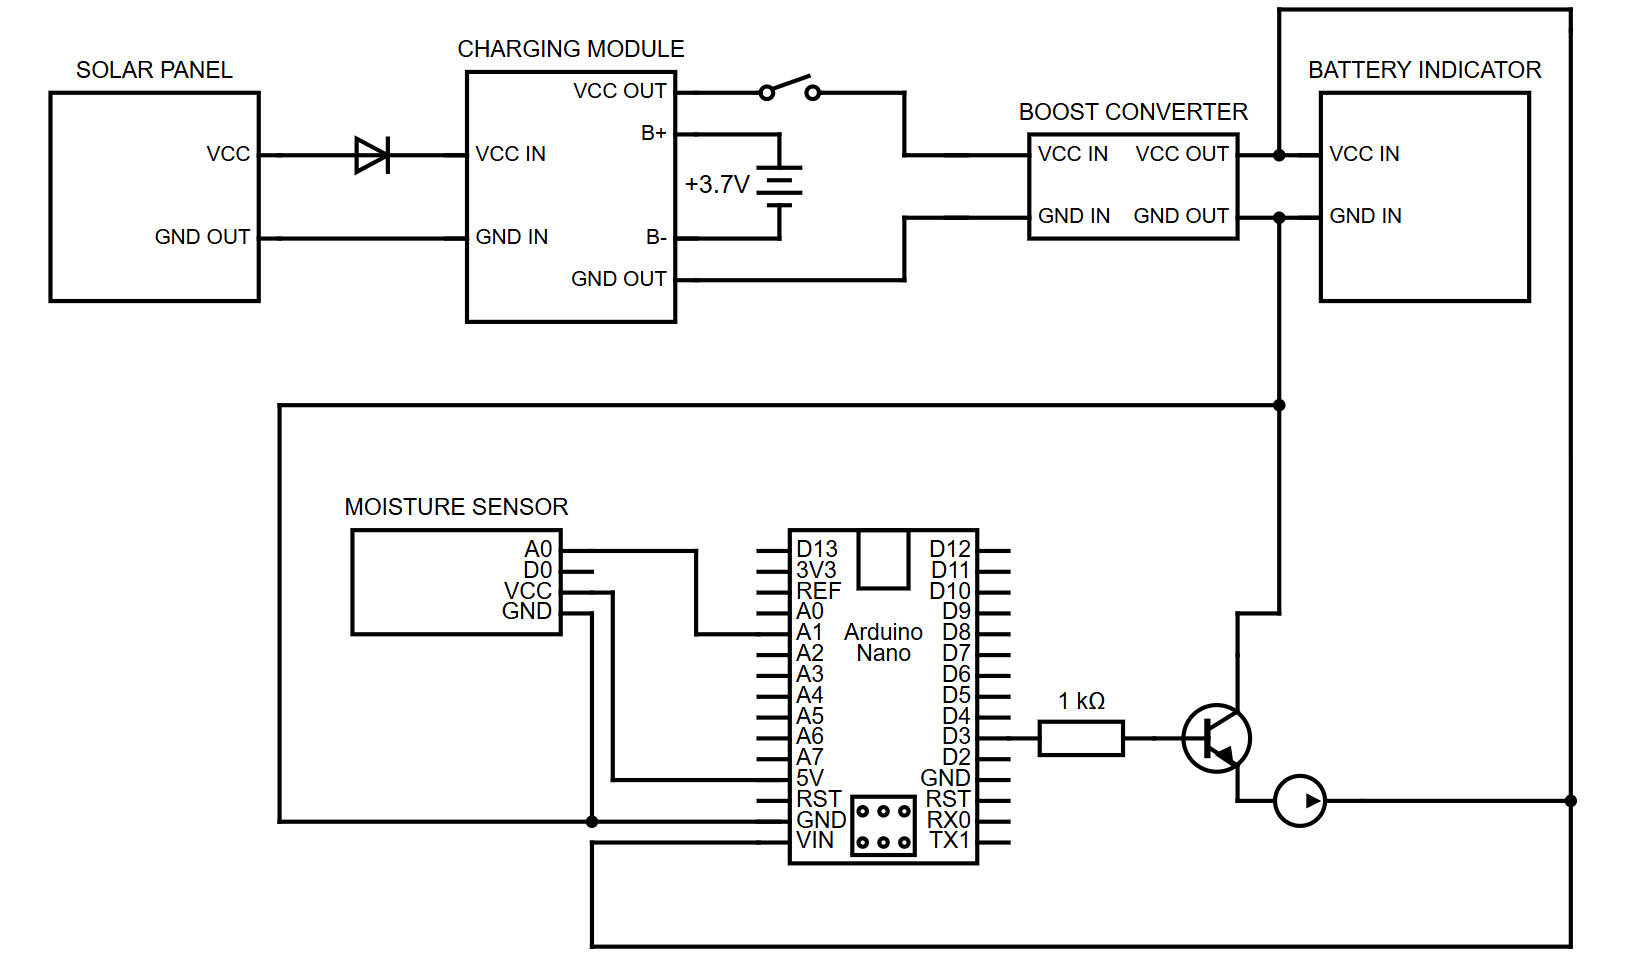 CHARGING MODULE
SOLAR PANEL
BATTERY INDICATOR
BOOST CONVERTER
VCC
GND OUT
VCC IN
GND IN
VCC OUT
B+
+3.7V
B-
GND OUT
VCC IN
GND IN
VCC OUT
GND OUT
VCC IN
GND IN
MOISTURE SENSOR
A0
D0
VCC
GND
D13
3V3
REF
A0
A1
A2
A3
A4
A5
A6
A7
5V
RST
GND
VIN
Arduino
Nano
D12
D11
D10
D9
D8
D7
D6
D5
D4
D3
D2
GND
RST
RX0
TX1
1 kΩ